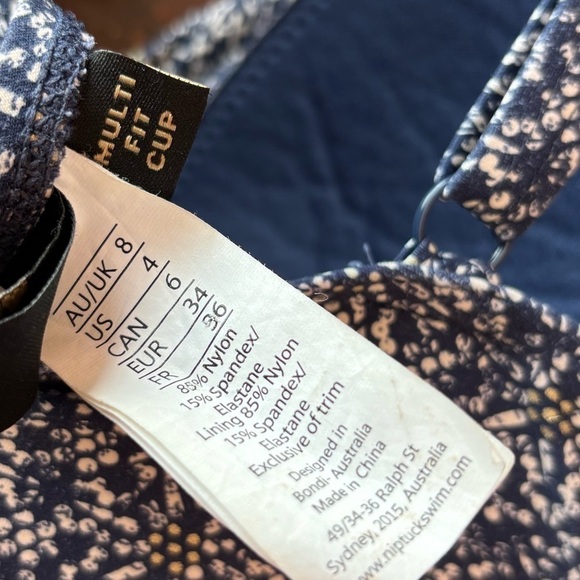 MULTI
FIT
CUP
AU/UK 8
US 4
CAN 6
EUR 34
FR 36
85% Nylon
15% Spandex/
Elastane
Lining 85% Nylon
15% Spandex/
Elastane
Exclusive of trim
Designed in
Bondi- Australia
Made in China
49/34-36 Ralph St
Sydney, 2015, Australia
www.niptuckswim.com